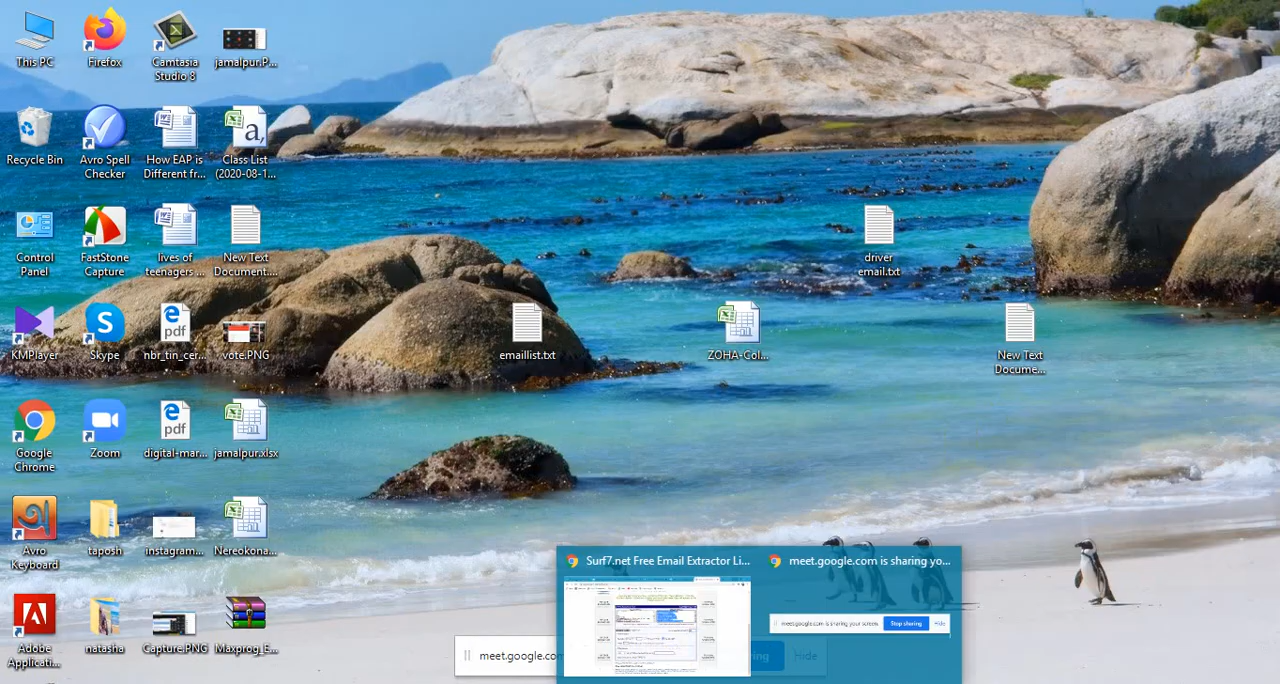 This PC
Firefox
Camtasia
Studio 8
jamalpur.P...
Recycle Bin
Avro Spell
Checker
How EAP is
Different fr...
Class List
(2020-08-1...
Control
Panel
FastStone
Capture
lives of
teenagers ...
New Text
Document....
driver
email.txt
KMPlayer
Skype
nbr_tin_cer...
vote.PNG
emaillist.txt
ZOHA-Col...
New Text
Docume...
Google
Chrome
Zoom
digital-mar...
jamalpur.xlsx
Avro
Keyboard
taposh
instagram...
Nereokona...
Adobe
Applicati...
Capture.PNG
Maxprog_E...
Surf7.net Free Email Extractor Li...
meet.google.com is sharing yo...
meet.google.com is sharing your screen.
Stop sharing
Hide
meet.google.com
Hide